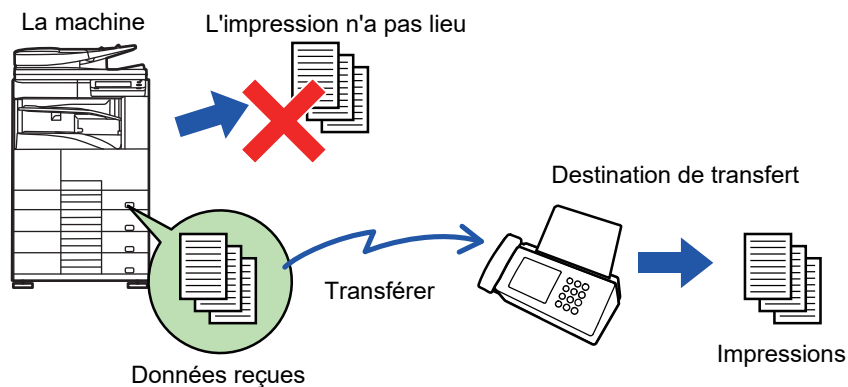 La machine
L'impression n'a pas lieu
Destination de transfert
Transférer
Impressions
Données reçues